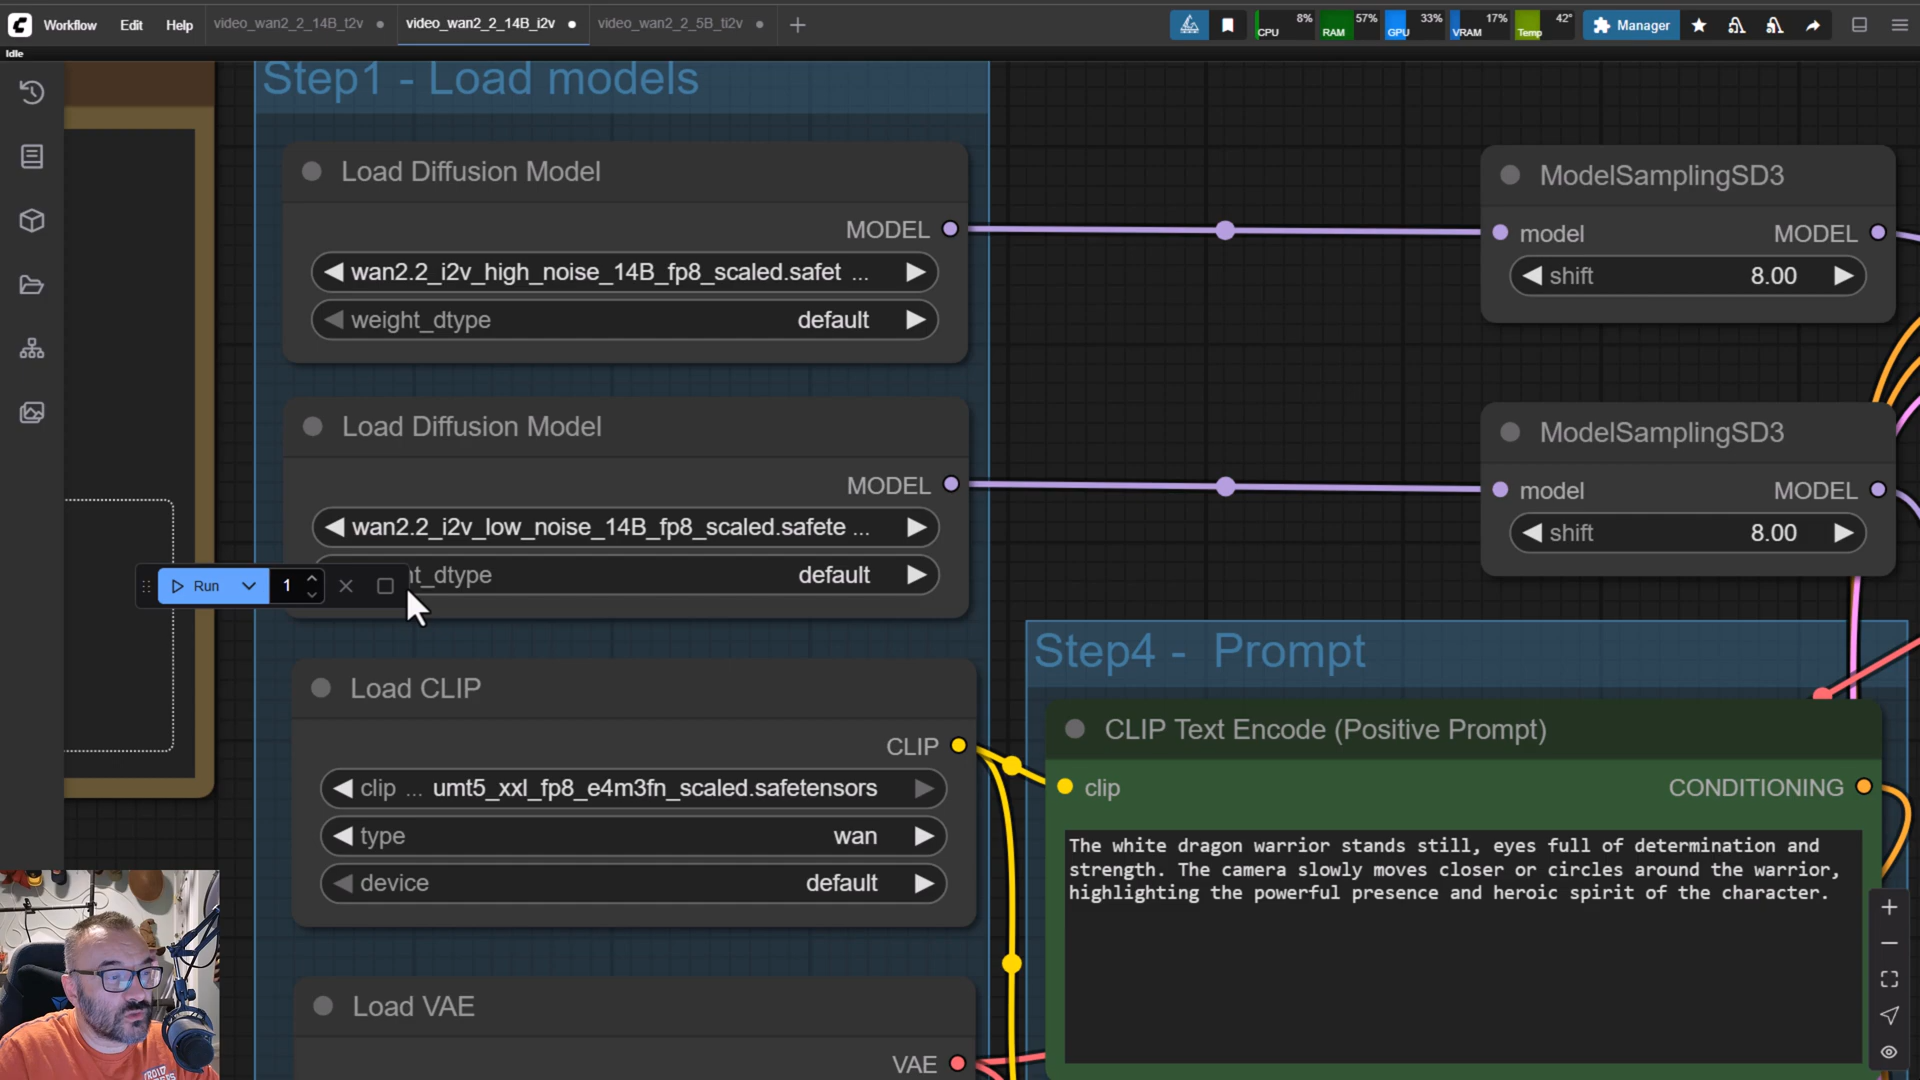 Workflow Edit Help video_wan2_2_14B_t2v video_wan2_2_14B_i2v video_wan2_2_5B_ti2v
CPU 8% RAM 57% GPU 33% VRAM 17% Temp 42° Manager
Idle
Step1 - Load models
Load Diffusion Model
MODEL
wan2.2_i2v_high_noise_14B_fp8_scaled.safet ...
weight_dtype default
ModelSamplingSD3
model MODEL
shift 8.00
Load Diffusion Model
MODEL
wan2.2_i2v_low_noise_14B_fp8_scaled.safete ...
t_dtype default
Run 1
ModelSamplingSD3
model MODEL
shift 8.00
Load CLIP
CLIP
clip ... umt5_xxl_fp8_e4m3fn_scaled.safetensors
type wan
device default
Step4 - Prompt
CLIP Text Encode (Positive Prompt)
clip CONDITIONING
The white dragon warrior stands still, eyes full of determination and
strength. The camera slowly moves closer or circles around the warrior,
highlighting the powerful presence and heroic spirit of the character.
Load VAE
VAE